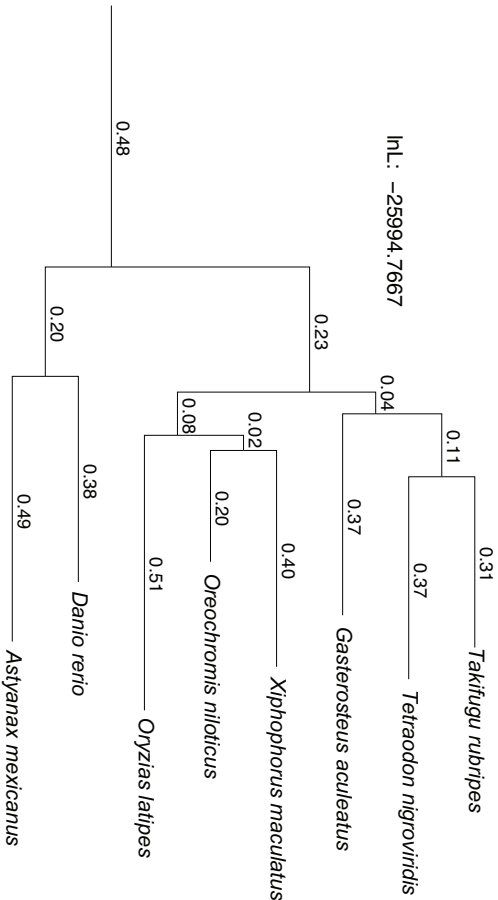 lnL: -25994.7667
0.48
0.23
0.04
0.11
0.31
Takifugu rubripes
0.37
Tetraodon nigroviridis
0.37
Gasterosteus aculeatus
0.08
0.02
0.40
Xiphophorus maculatus
0.20
Oreochromis niloticus
0.51
Oryzias latipes
0.20
0.38
Danio rerio
0.49
Astyanax mexicanus